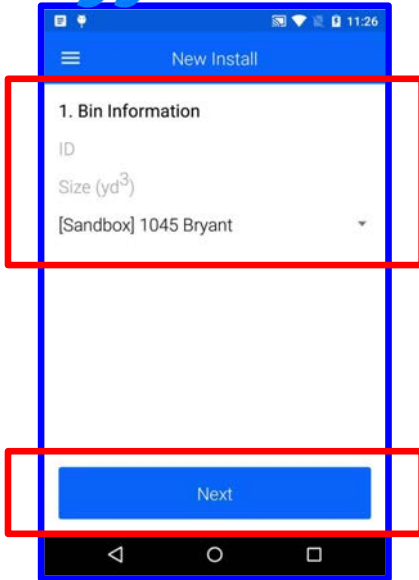 11:26
New Install
1. Bin Information
ID
Size (yd³)
[Sandbox] 1045 Bryant
Next